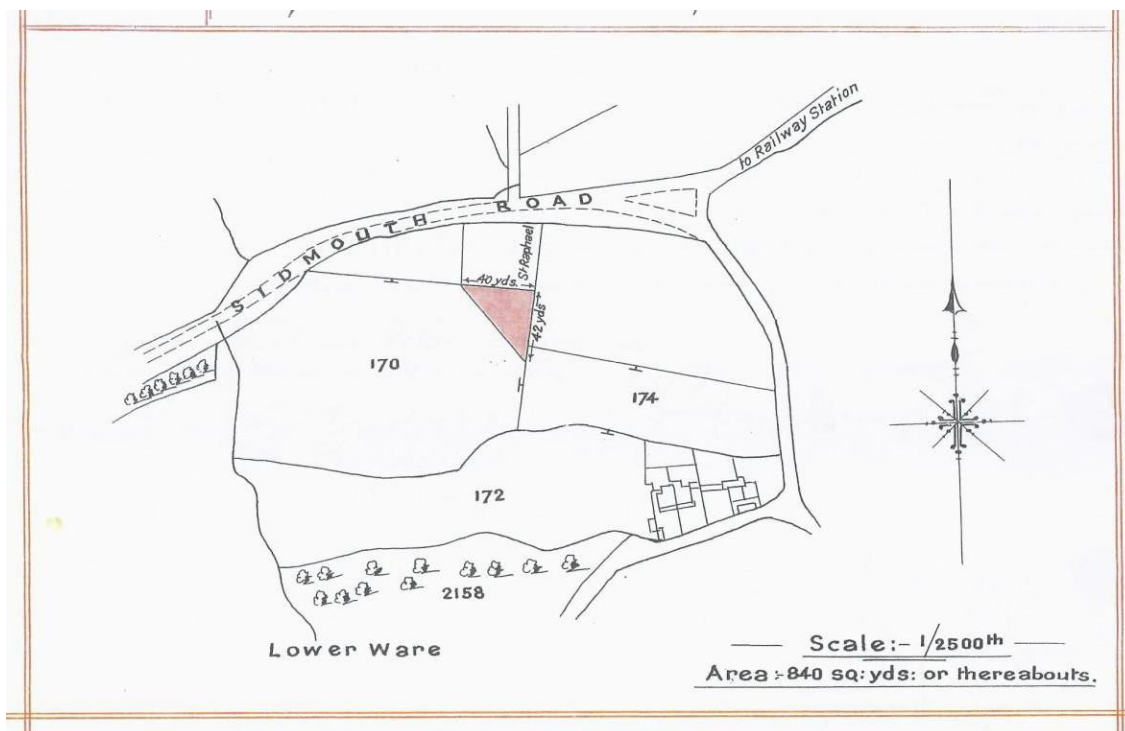 to Railway Station
SIDMOUTH ROAD
St Raphael
40 yds.
42 yds
170
174
172
2158
Lower Ware
Scale:- 1/2500th
Area:- 840 sq: yds: or thereabouts.